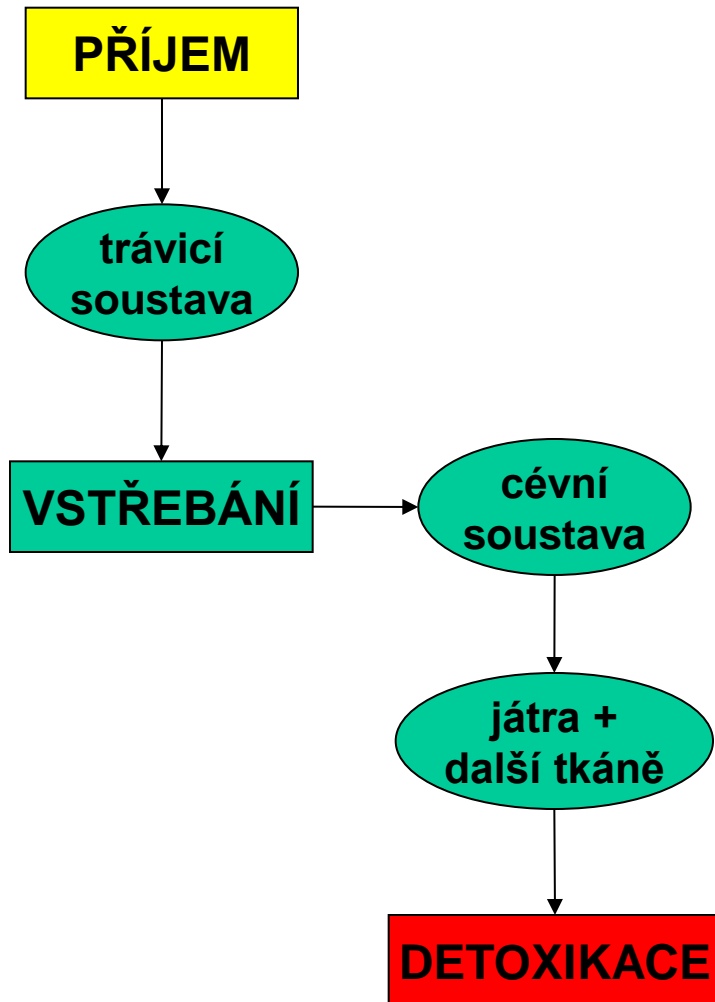 PŘÍJEM
trávicí
soustava
VSTŘEBÁNÍ
cévní
soustava
játra +
další tkáně
DETOXIKACE